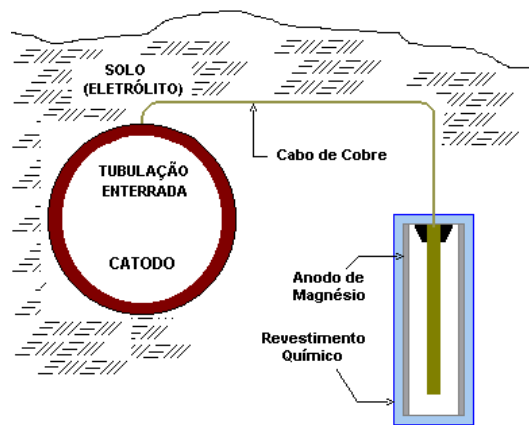 SOLO
(ELETRÓLITO)
Cabo de Cobre
TUBULAÇÃO
ENTERRADA
CATODO
Anodo de
Magnésio
Revestimento
Químico